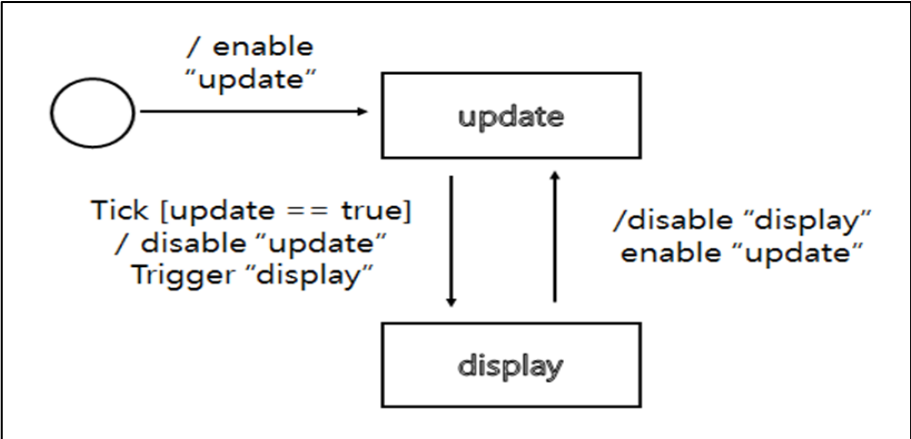 / enable
“update”
update
Tick [update == true]
/ disable “update”
Trigger “display”
/disable “display”
enable “update”
display